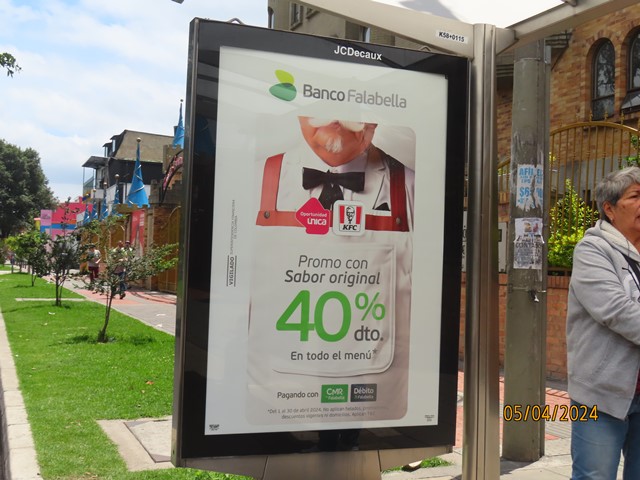 K58+0115
JCDecaux
Banco Falabella
Oportunidad
única
KFC
Promo con
Sabor original
40% dto.
En todo el menú*
Pagando con CMR Débito
VIGILADO
05/04/2024